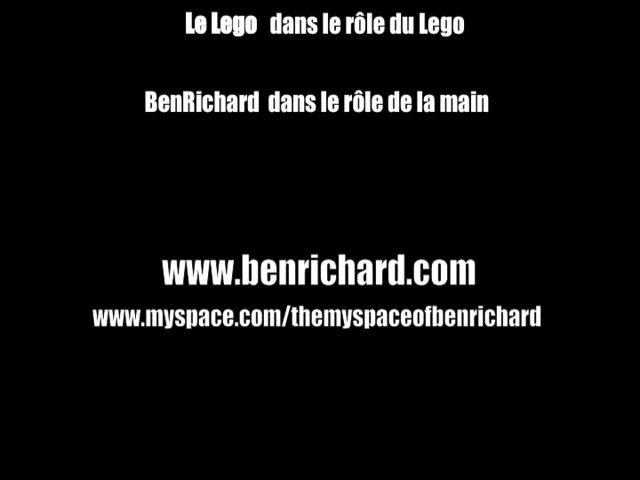 Le Lego dans le rôle du Lego
BenRichard dans le rôle de la main
www.benrichard.com
www.myspace.com/themyspaceofbenrichard